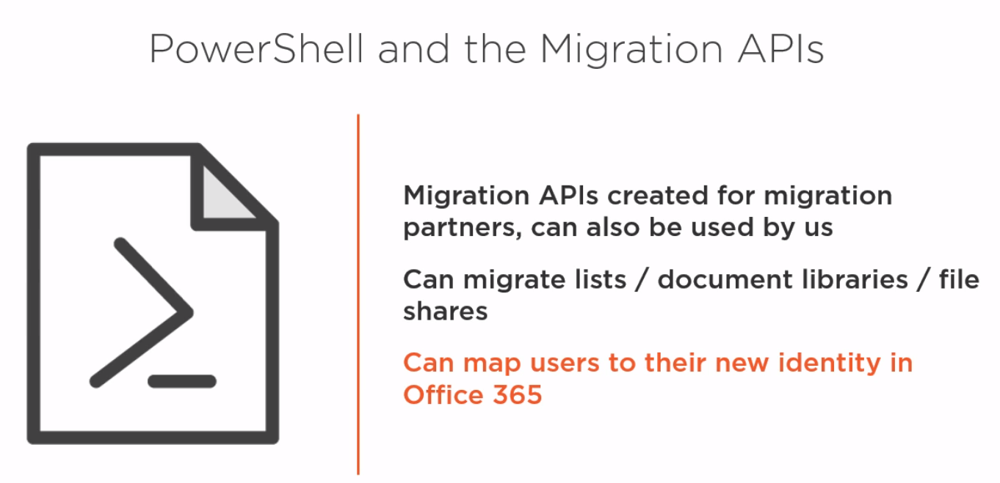 PowerShell and the Migration APIs
Migration APIs created for migration
partners, can also be used by us
Can migrate lists / document libraries / file
shares
Can map users to their new identity in
Office 365